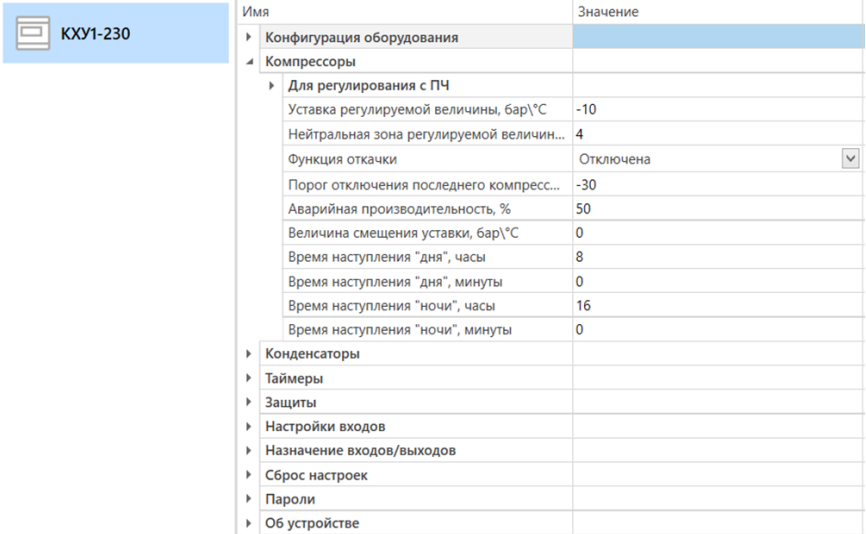 Имя Значение
КХУ1-230
Конфигурация оборудования
Компрессоры
Для регулирования с ПЧ
Уставка регулируемой величины, бар\°C -10
Нейтральная зона регулируемой величин... 4
Функция откачки Отключена
Порог отключения последнего компресс... -30
Аварийная производительность, % 50
Величина смещения уставки, бар\°C 0
Время наступления "дня", часы 8
Время наступления "дня", минуты 0
Время наступления "ночи", часы 16
Время наступления "ночи", минуты 0
Конденсаторы
Таймеры
Защиты
Настройки входов
Назначение входов/выходов
Сброс настроек
Пароли
Об устройстве